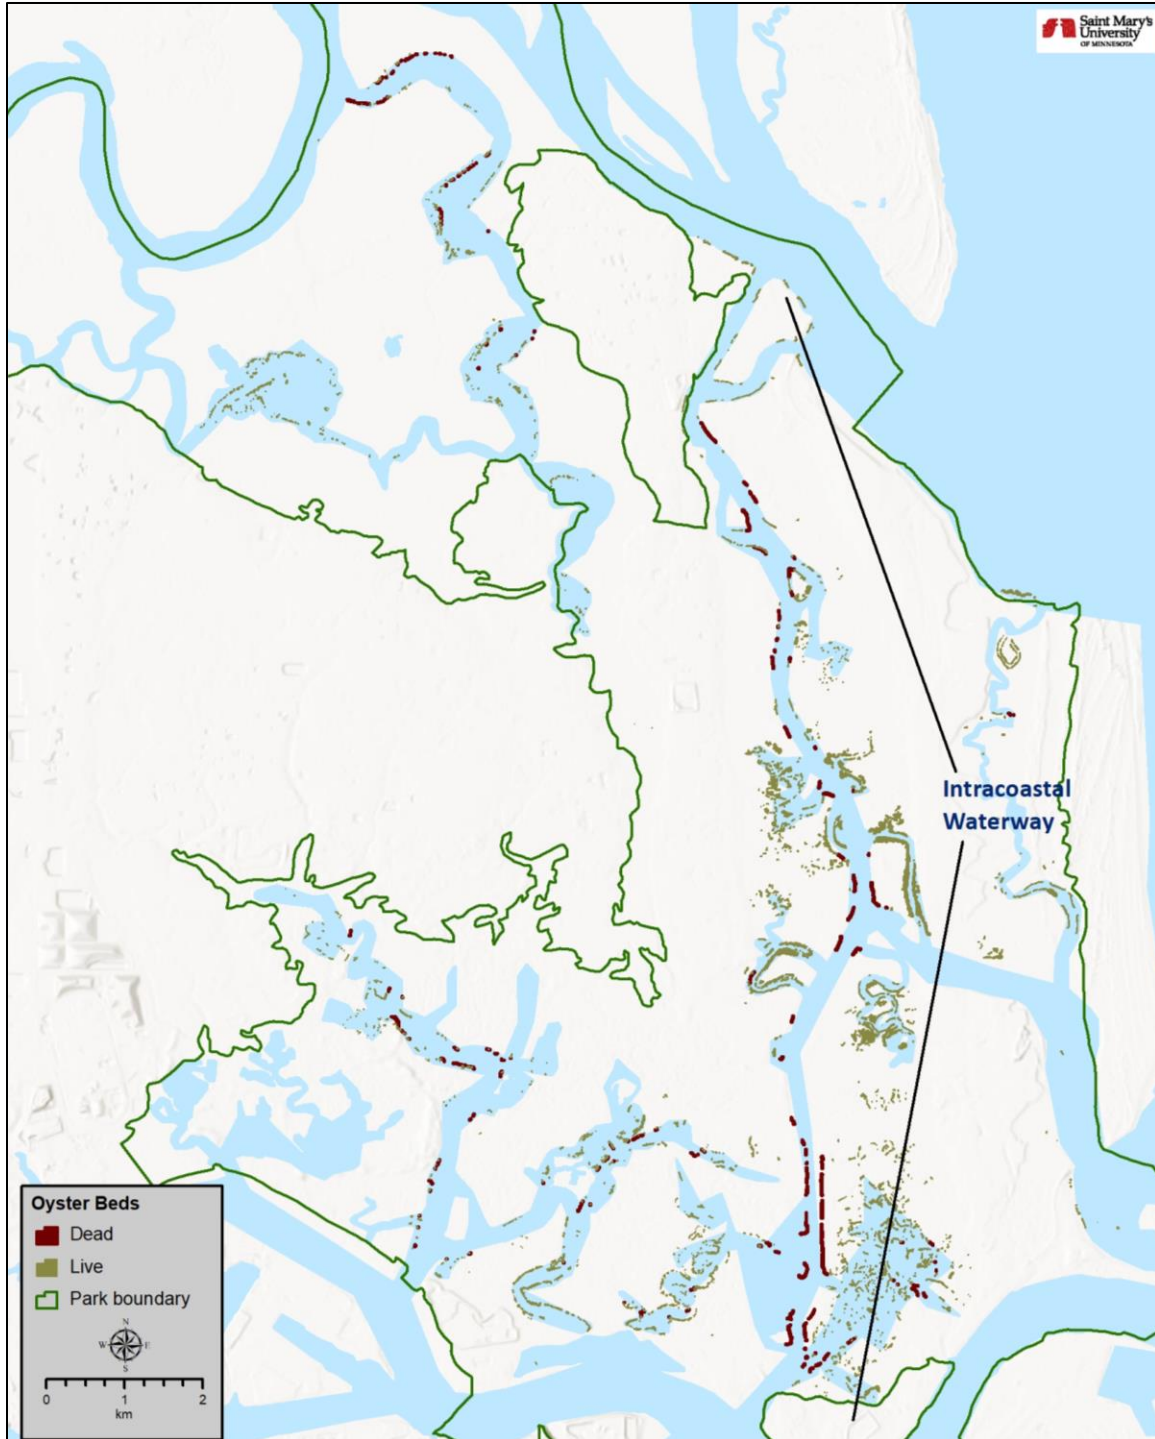 Saint Mary's
University
OF MINNESOTA
Intracoastal
Waterway
Oyster Beds
Dead
Live
Park boundary
N
W E
S
0 1 2
km